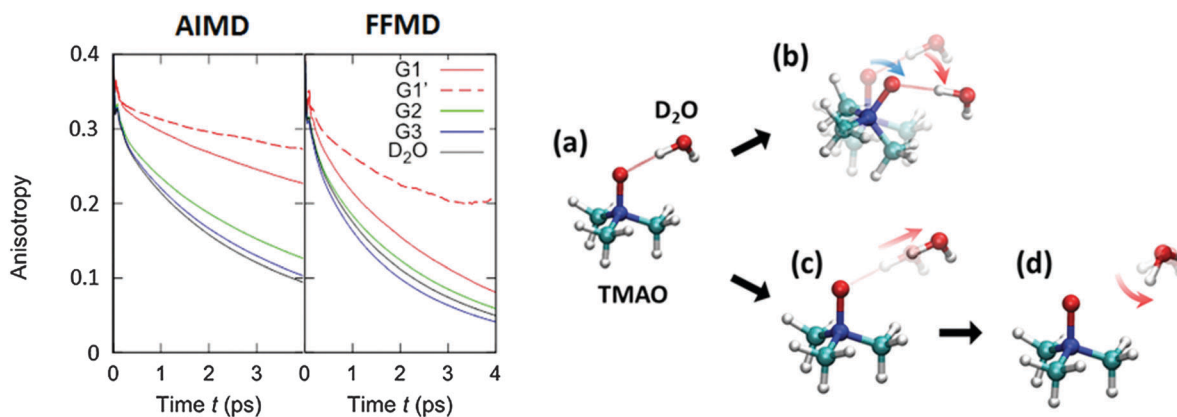 AIMD FFMD
0.4
0.3
0.2
0.1
0
Anisotropy
G1
G1'
G2
G3
D₂O
0 1 2 3 0 1 2 3 4
Time t (ps) Time t (ps)
(a)
D₂O
TMAO
(b)
(c)
(d)